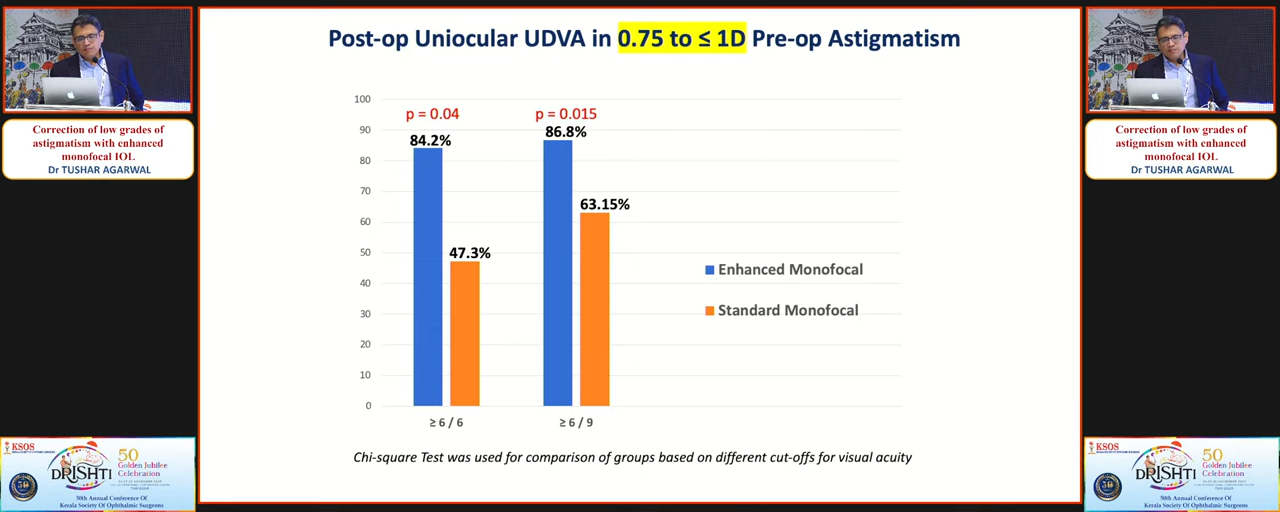 Post-op Uniocular UDVA in 0.75 to ≤ 1D Pre-op Astigmatism
100
90
80
70
60
50
40
30
20
10
0
p = 0.04
84.2%
47.3%
p = 0.015
86.8%
63.15%
≥ 6 / 6
≥ 6 / 9
Enhanced Monofocal
Standard Monofocal
Chi-square Test was used for comparison of groups based on different cut-offs for visual acuity
Correction of low grades of
astigmatism with enhanced
monofocal IOL
Dr TUSHAR AGARWAL
KSOS
DRISHTI
50
Golden Jubilee
Celebration
50th Annual Conference Of
Kerala Society Of Ophthalmic Surgeons
Correction of low grades of
astigmatism with enhanced
monofocal IOL
Dr TUSHAR AGARWAL
KSOS
DRISHTI
50
Golden Jubilee
Celebration
50th Annual Conference Of
Kerala Society Of Ophthalmic Surgeons